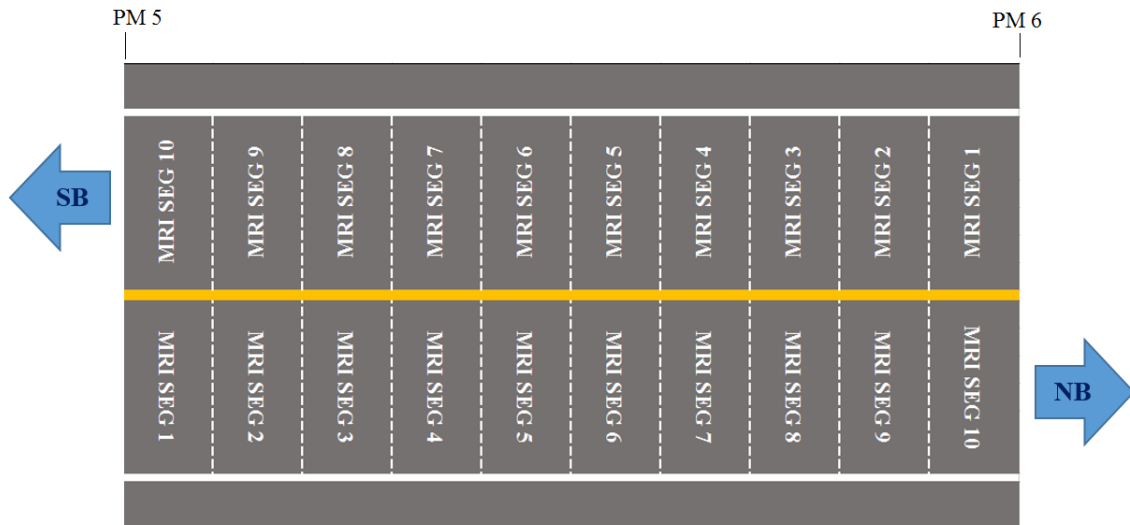 PM 5
PM 6
SB
MRI SEG 10
MRI SEG 9
MRI SEG 8
MRI SEG 7
MRI SEG 6
MRI SEG 5
MRI SEG 4
MRI SEG 3
MRI SEG 2
MRI SEG 1
MRI SEG 1
MRI SEG 2
MRI SEG 3
MRI SEG 4
MRI SEG 5
MRI SEG 6
MRI SEG 7
MRI SEG 8
MRI SEG 9
MRI SEG 10
NB